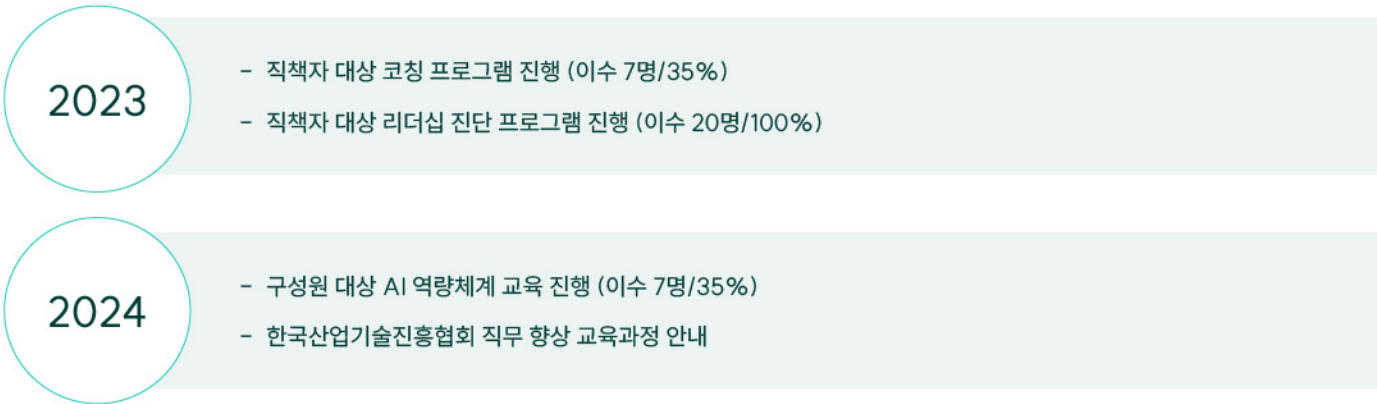 2023
- 직책자 대상 코칭 프로그램 진행 (이수 7명/35%)
- 직책자 대상 리더십 진단 프로그램 진행 (이수 20명/100%)
2024
- 구성원 대상 AI 역량체계 교육 진행 (이수 7명/35%)
- 한국산업기술진흥협회 직무 향상 교육과정 안내